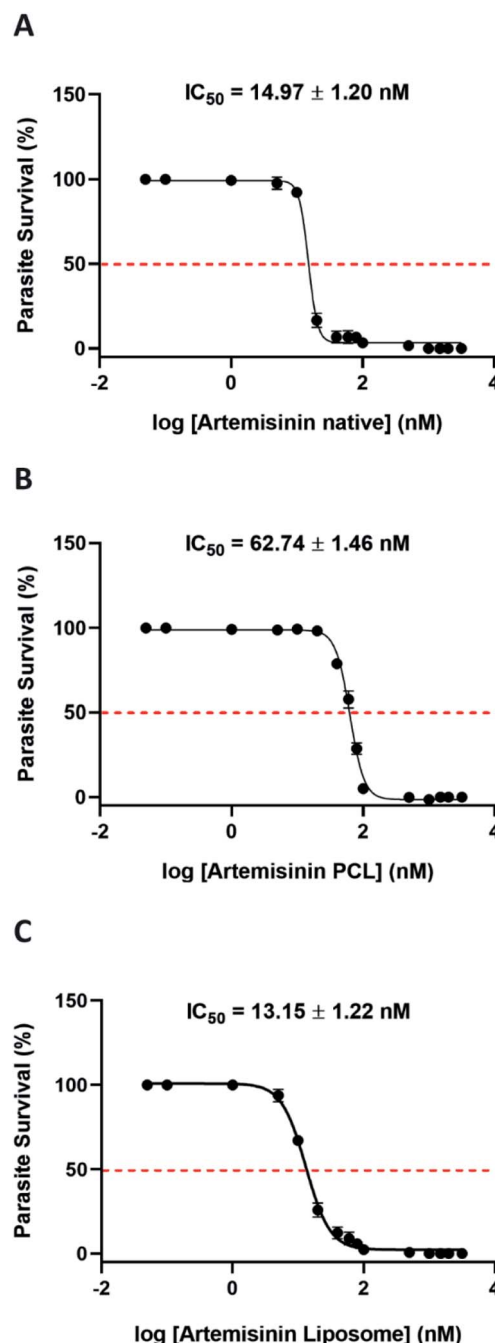 A
IC50 = 14.97 ± 1.20 nM
Parasite Survival (%)
150
100
50
0
-2 0 2 4
log [Artemisinin native] (nM)
B
IC50 = 62.74 ± 1.46 nM
Parasite Survival (%)
150
100
50
0
-2 0 2 4
log [Artemisinin PCL] (nM)
C
IC50 = 13.15 ± 1.22 nM
Parasite Survival (%)
150
100
50
0
-2 0 2 4
log [Artemisinin Liposome] (nM)